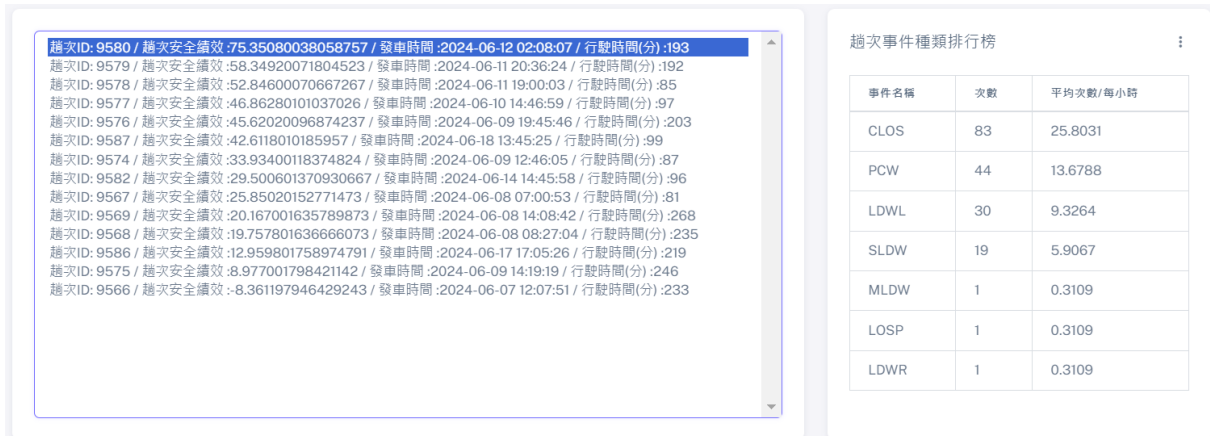 趟次ID: 9580 / 趟次安全績效 :75.35080038058757 / 發車時間 :2024-06-12 02:08:07 / 行駛時間(分) :193
趟次ID: 9579 / 趟次安全績效 :58.34920071804523 / 發車時間 :2024-06-11 20:36:24 / 行駛時間(分) :192
趟次ID: 9578 / 趟次安全績效 :52.84600070667267 / 發車時間 :2024-06-11 19:00:03 / 行駛時間(分) :85
趟次ID: 9577 / 趟次安全績效 :46.86280101037026 / 發車時間 :2024-06-10 14:46:59 / 行駛時間(分) :97
趟次ID: 9576 / 趟次安全績效 :45.62020096874237 / 發車時間 :2024-06-09 19:45:46 / 行駛時間(分) :203
趟次ID: 9587 / 趟次安全績效 :42.6118010185957 / 發車時間 :2024-06-18 13:45:25 / 行駛時間(分) :99
趟次ID: 9574 / 趟次安全績效 :33.93400118374824 / 發車時間 :2024-06-09 12:46:05 / 行駛時間(分) :87
趟次ID: 9582 / 趟次安全績效 :29.500601370930667 / 發車時間 :2024-06-14 14:45:58 / 行駛時間(分) :96
趟次ID: 9567 / 趟次安全績效 :25.85020152771473 / 發車時間 :2024-06-08 07:00:53 / 行駛時間(分) :81
趟次ID: 9569 / 趟次安全績效 :20.167001635789873 / 發車時間 :2024-06-08 14:08:42 / 行駛時間(分) :268
趟次ID: 9568 / 趟次安全績效 :19.757801636666073 / 發車時間 :2024-06-08 08:27:04 / 行駛時間(分) :235
趟次ID: 9586 / 趟次安全績效 :12.959801758974791 / 發車時間 :2024-06-17 17:05:26 / 行駛時間(分) :219
趟次ID: 9575 / 趟次安全績效 :8.977001798421142 / 發車時間 :2024-06-09 14:19:19 / 行駛時間(分) :246
趟次ID: 9566 / 趟次安全績效 :-8.361197946429243 / 發車時間 :2024-06-07 12:07:51 / 行駛時間(分) :233
趟次事件種類排行榜
事件名稱 次數 平均次數/每小時
CLOS 83 25.8031
PCW 44 13.6788
LDWL 30 9.3264
SLDW 19 5.9067
MLDW 1 0.3109
LOSP 1 0.3109
LDWR 1 0.3109